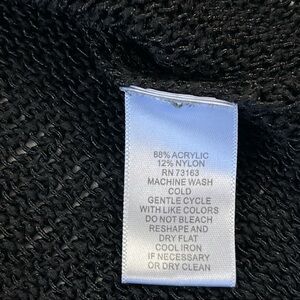 88% ACRYLIC
12% NYLON
RN 73163
MACHINE WASH
COLD
GENTLE CYCLE
WITH LIKE COLORS
DO NOT BLEACH
RESHAPE AND
DRY FLAT
COOL IRON
IF NECESSARY
OR DRY CLEAN